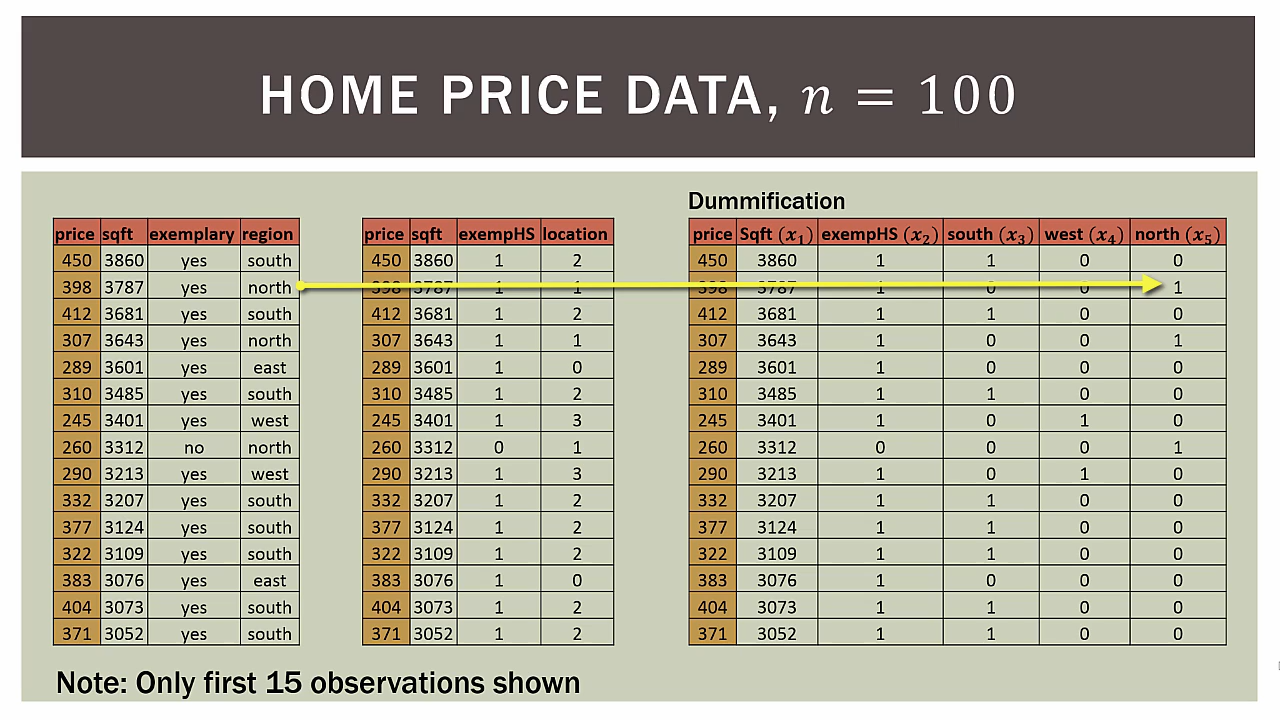 HOME PRICE DATA, n = 100
Dummification
price sqft exemplary region
450 3860 yes south
398 3787 yes north
412 3681 yes south
307 3643 yes north
289 3601 yes east
310 3485 yes south
245 3401 yes west
260 3312 no north
290 3213 yes west
332 3207 yes south
377 3124 yes south
322 3109 yes south
383 3076 yes east
404 3073 yes south
371 3052 yes south
price sqft exempHS location
450 3860 1 2
398 3787 1 1
412 3681 1 2
307 3643 1 1
289 3601 1 0
310 3485 1 2
245 3401 1 3
260 3312 0 1
290 3213 1 3
332 3207 1 2
377 3124 1 2
322 3109 1 2
383 3076 1 0
404 3073 1 2
371 3052 1 2
price Sqft (x₁) exempHS (x₂) south (x₃) west (x₄) north (x₅)
450 3860 1 1 0 0
398 3787 1 0 0 1
412 3681 1 1 0 0
307 3643 1 0 0 1
289 3601 1 0 0 0
310 3485 1 1 0 0
245 3401 1 0 1 0
260 3312 0 0 0 1
290 3213 1 0 1 0
332 3207 1 1 0 0
377 3124 1 1 0 0
322 3109 1 1 0 0
383 3076 1 0 0 0
404 3073 1 1 0 0
371 3052 1 1 0 0
Note: Only first 15 observations shown